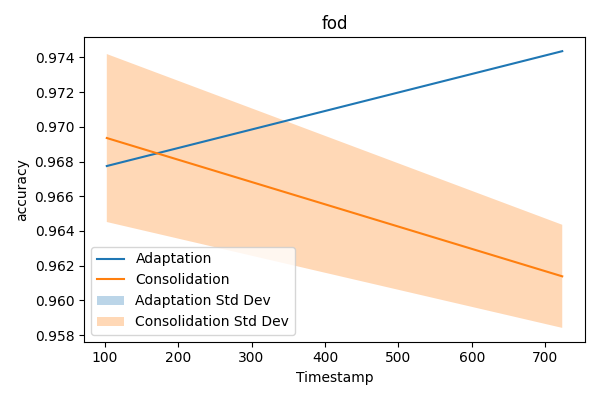 fod
accuracy
0.974
0.972
0.970
0.968
0.966
0.964
0.962
0.960
0.958
Adaptation
Consolidation
Adaptation Std Dev
Consolidation Std Dev
100 200 300 400 500 600 700
Timestamp